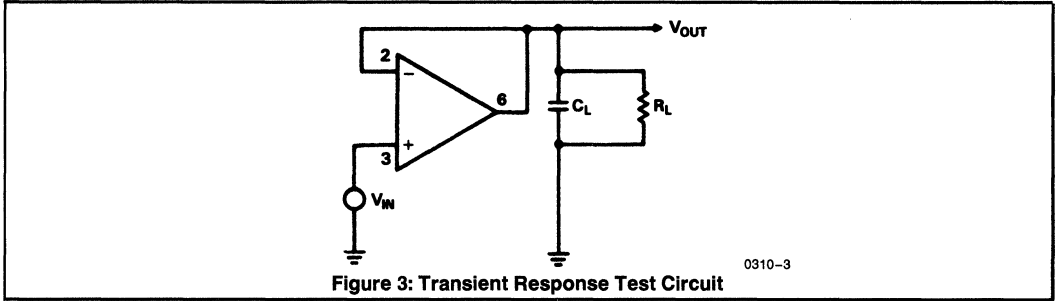 VOUT
2
−
6
CL
RL
+
3
VIN
0310–3
Figure 3: Transient Response Test Circuit